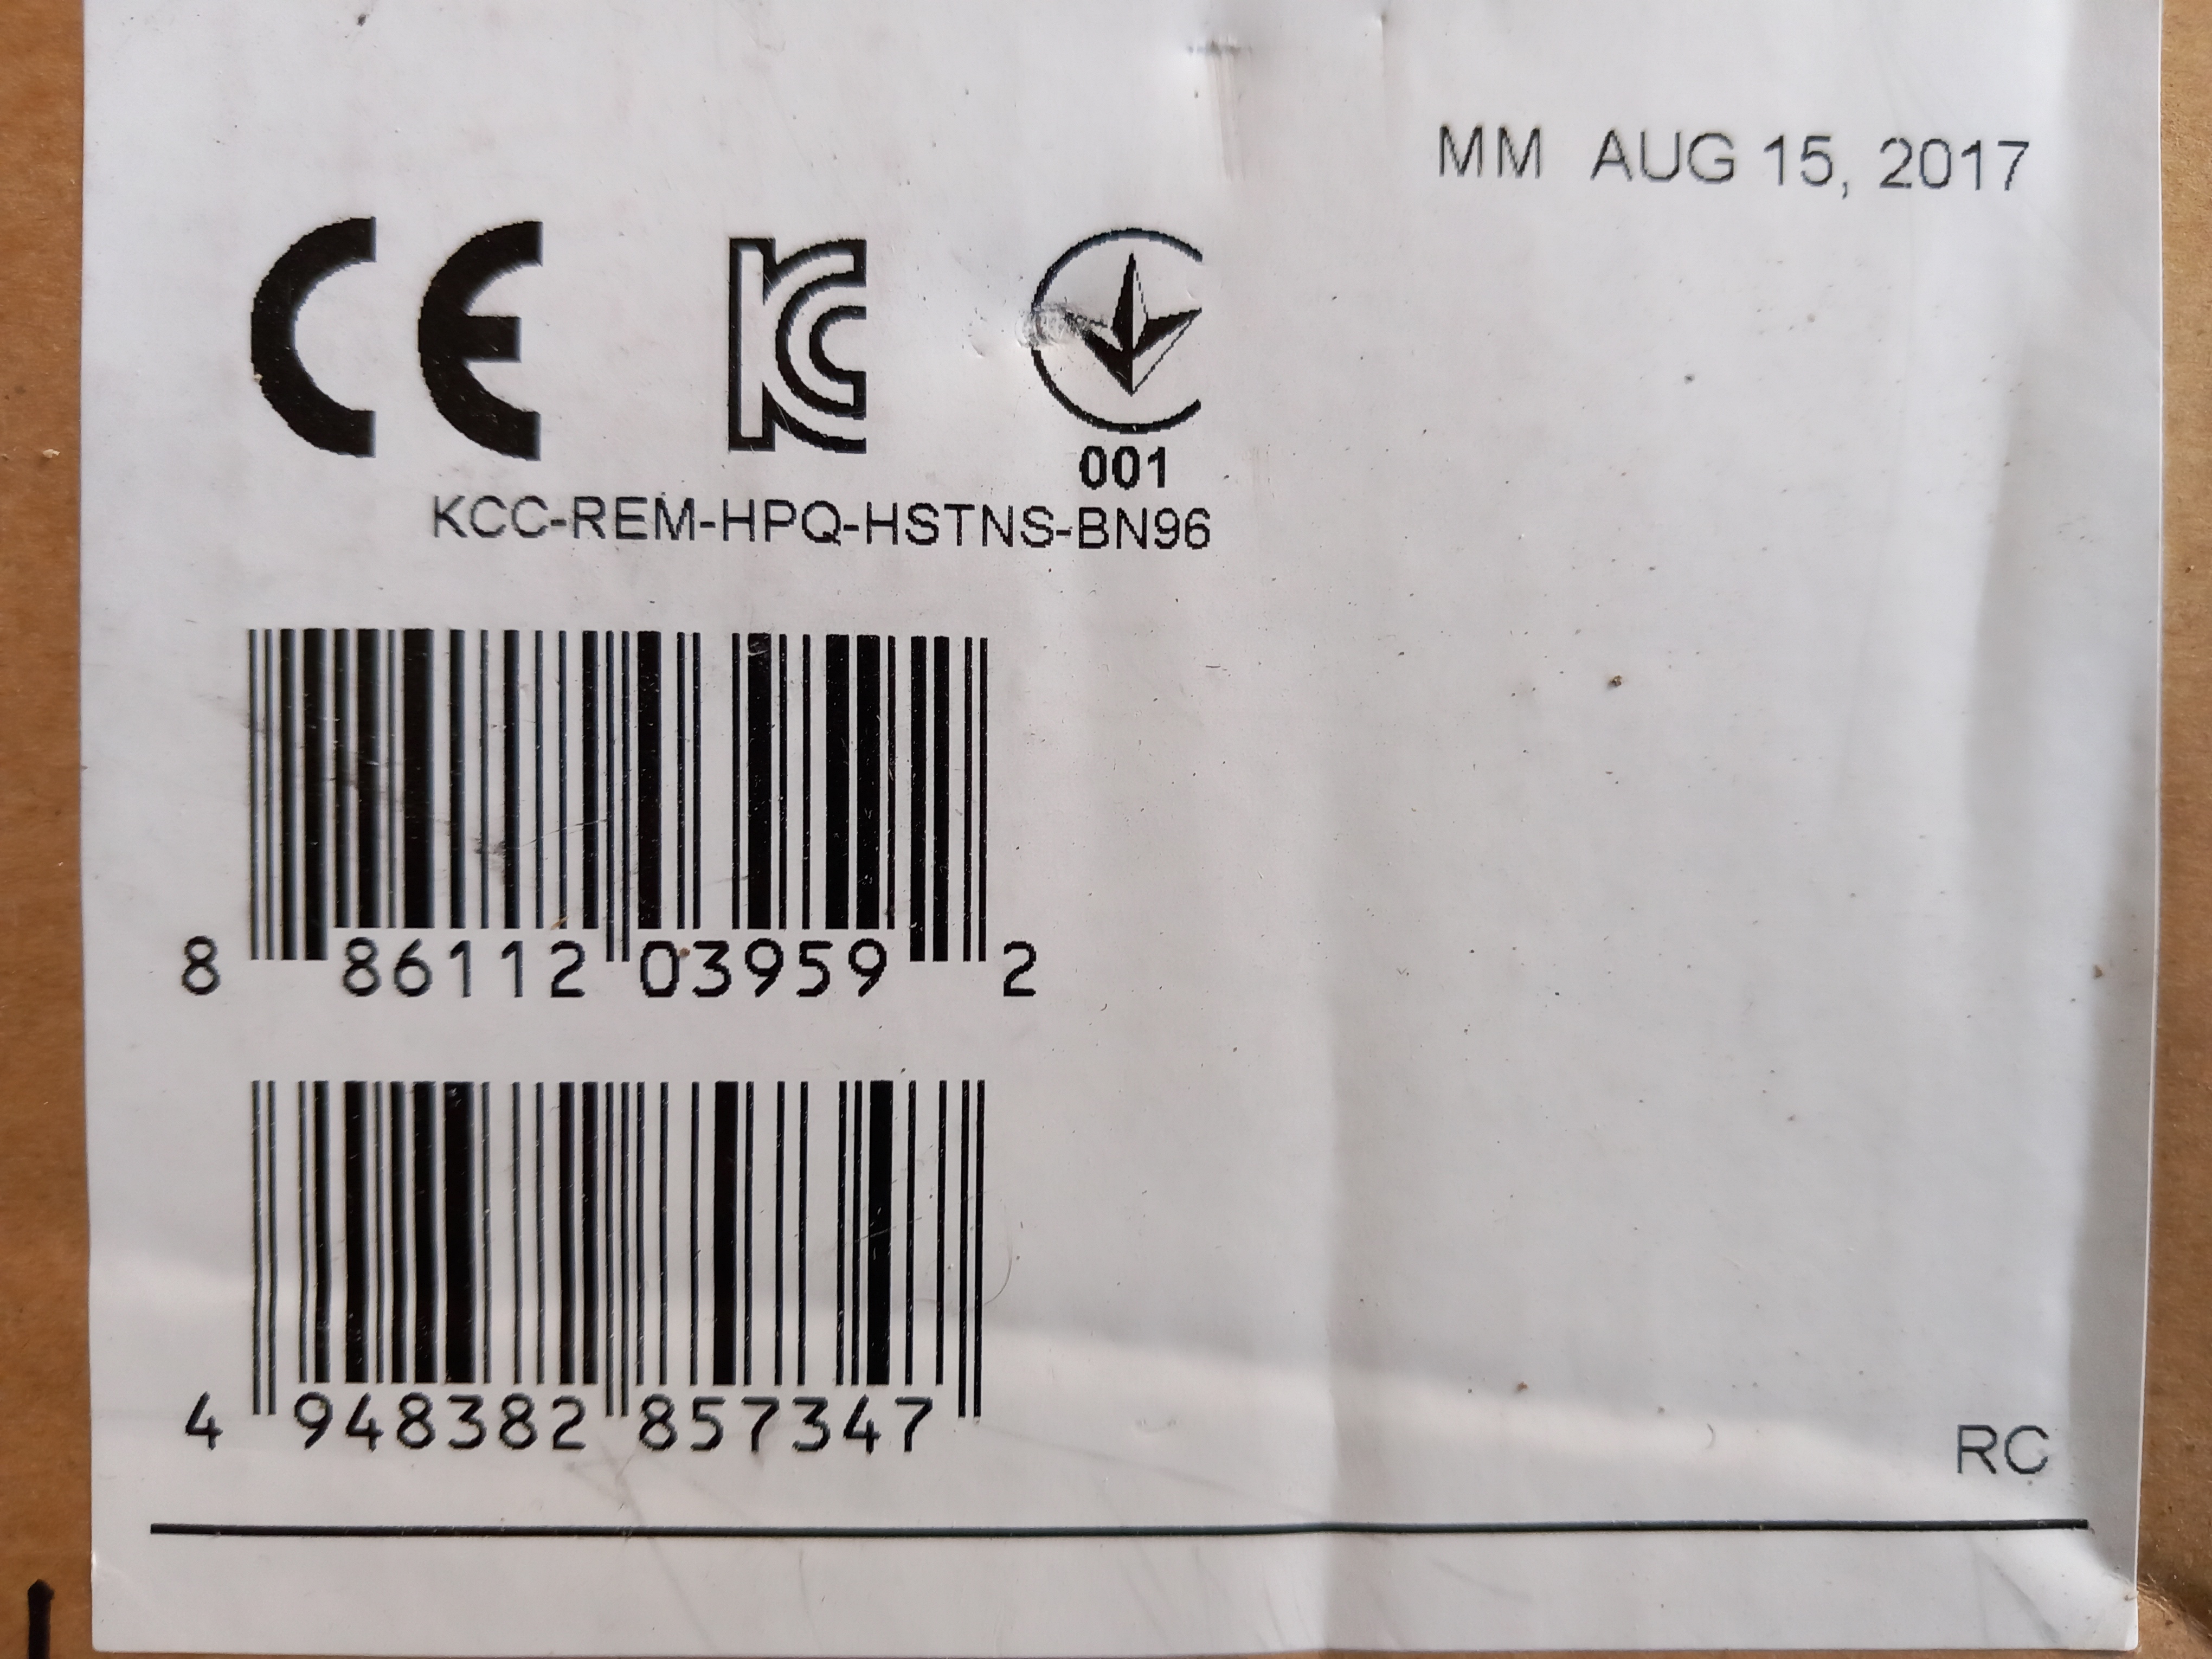 MM AUG 15, 2017
CE KC
001
KCC-REM-HPQ-HSTNS-BN96
8 86112 03959 2
4 948382 857347
RC